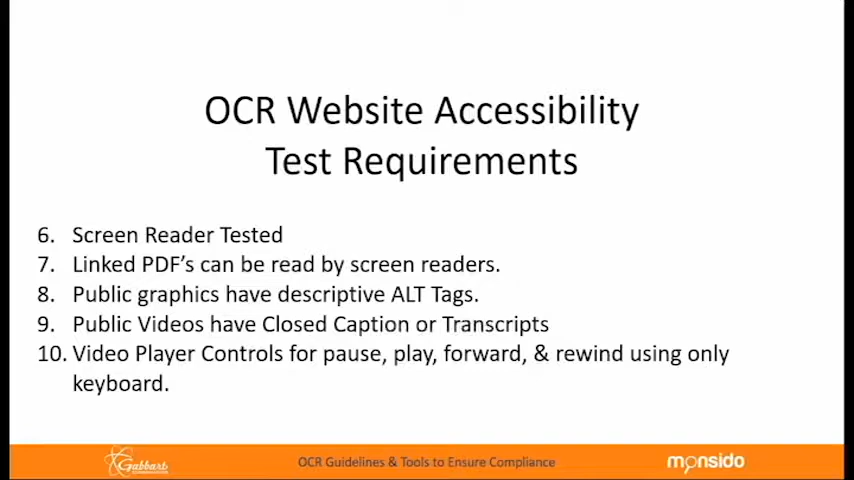 OCR Website Accessibility
Test Requirements
6. Screen Reader Tested
7. Linked PDF's can be read by screen readers.
8. Public graphics have descriptive ALT Tags.
9. Public Videos have Closed Caption or Transcripts
10. Video Player Controls for pause, play, forward, & rewind using only
keyboard.
Gabbart
OCR Guidelines & Tools to Ensure Compliance
monsido